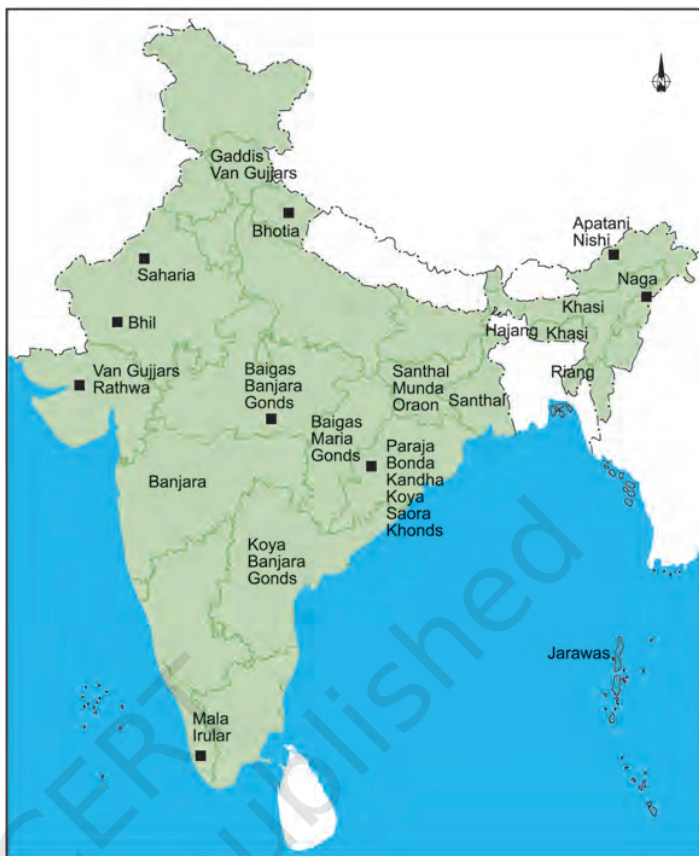 N
Gaddis
Van Gujjars
Bhotia
Apatani
Nishi
Saharia
Naga
Khasi
Bhil
Hajang
Khasi
Van Gujjars
Rathwa
Baigas
Banjara
Gonds
Santhal
Munda
Oraon
Riang
Santhal
Baigas
Maria
Gonds
Paraja
Bonda
Kandha
Koya
Saora
Khonds
Banjara
Koya
Banjara
Gonds
Jarawas
Mala
Irular
CERT
ublished